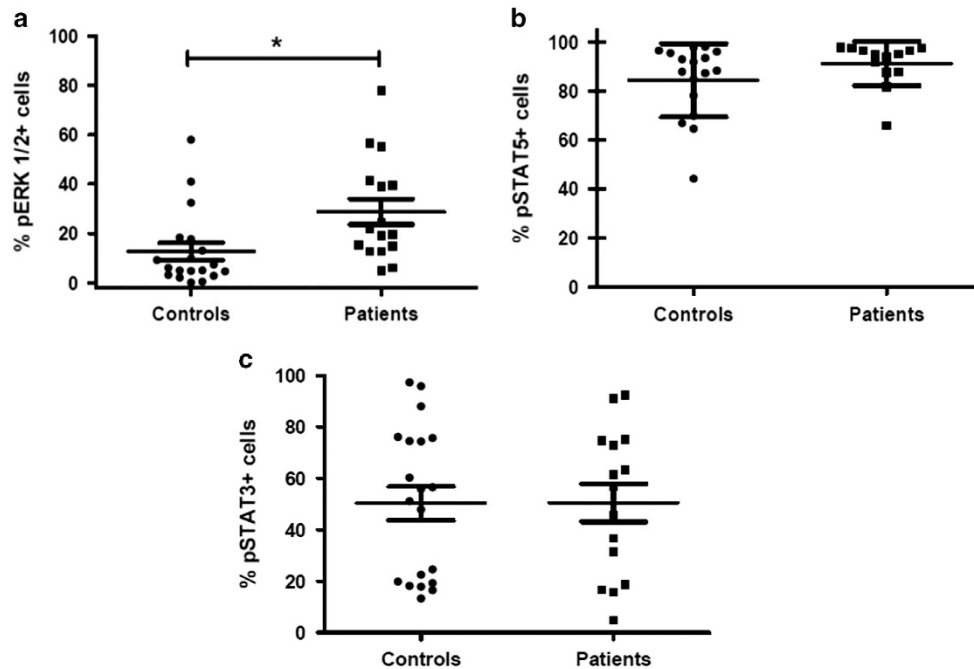 a
b
*
% pERK 1/2+ cells
100
80
60
40
20
0
Controls
Patients
% pSTAT5+ cells
100
80
60
40
20
0
Controls
Patients
c
% pSTAT3+ cells
100
80
60
40
20
0
Controls
Patients